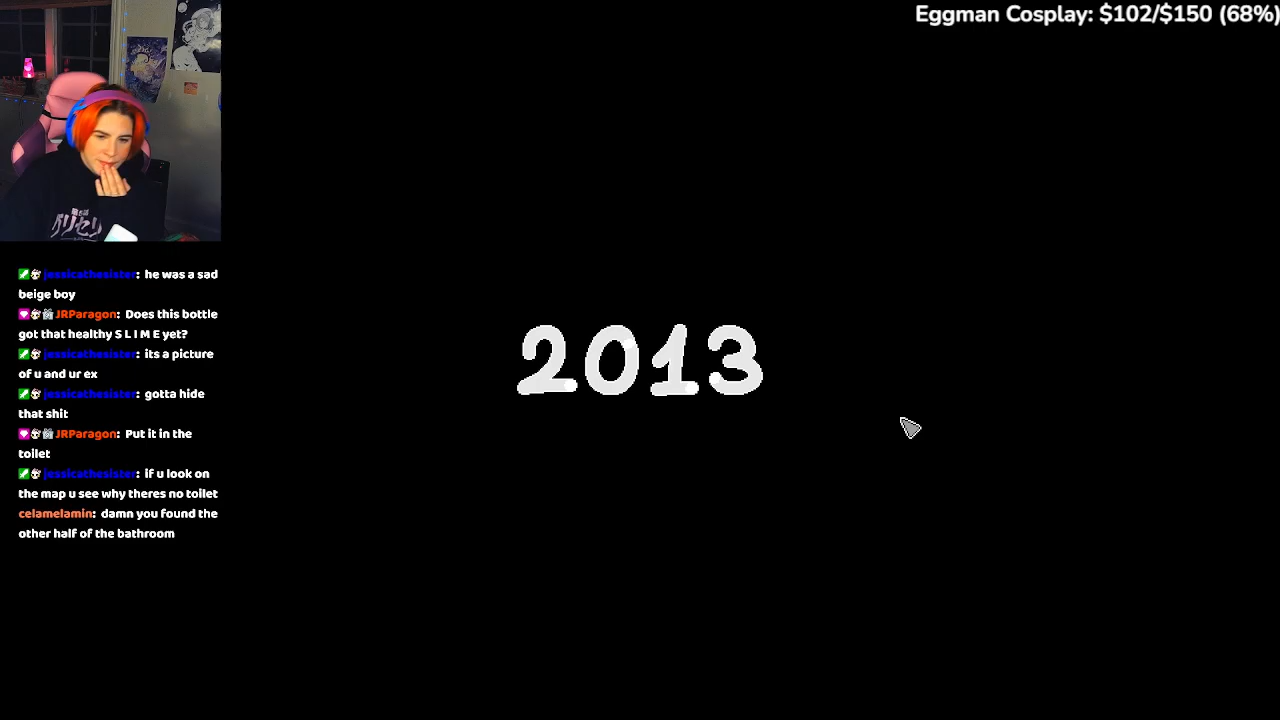 Eggman Cosplay: $102/$150 (68%)
jessicathesister: he was a sad
beige boy
JRParagon: Does this bottle
got that healthy S L I M E yet?
jessicathesister: its a picture
of u and ur ex
jessicathesister: gotta hide
that shit
JRParagon: Put it in the
toilet
jessicathesister: if u look on
the map u see why theres no toilet
celamelamin: damn you found the
other half of the bathroom
2013